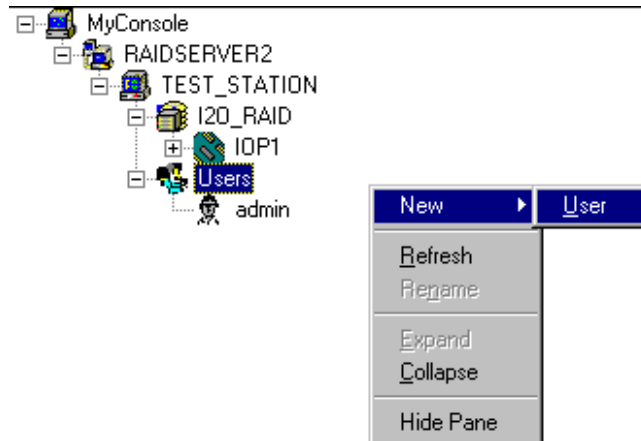 MyConsole
RAIDSERVER2
TEST_STATION
I2O_RAID
IOP1
Users
admin
New
User
Refresh
Rename
Expand
Collapse
Hide Pane